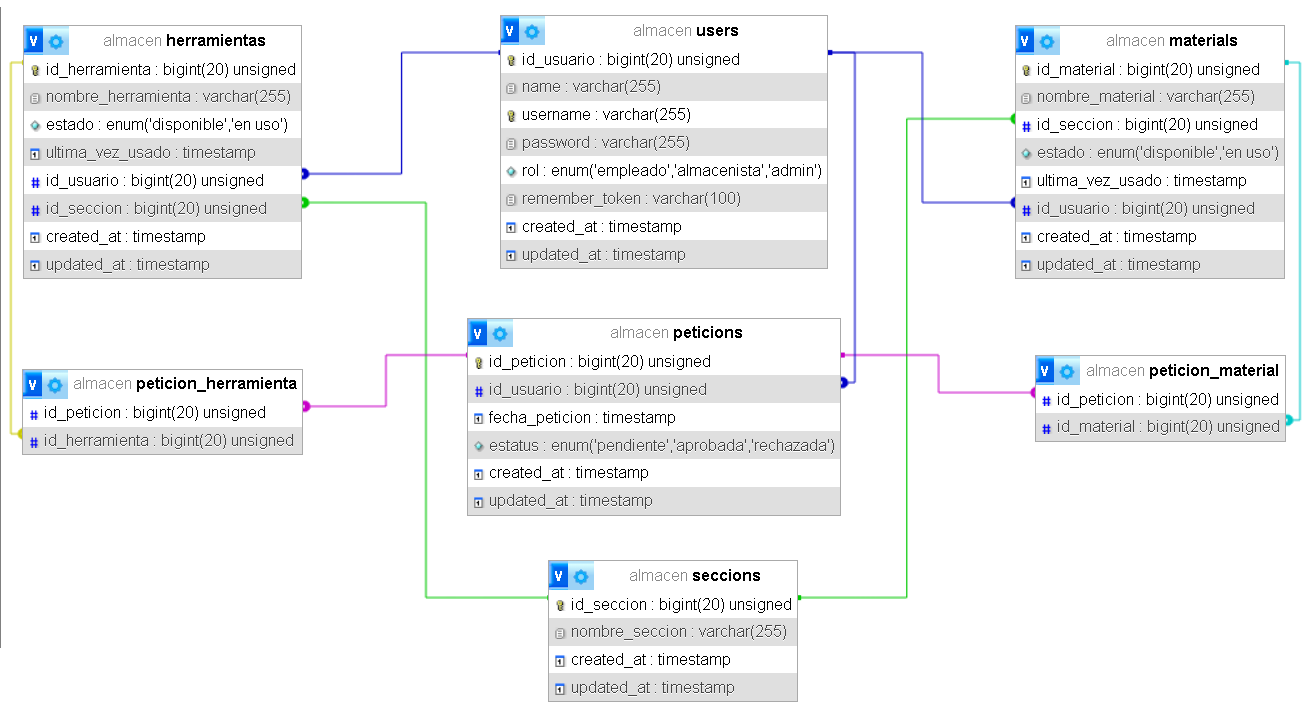 V almacen herramientas
id_herramienta : bigint(20) unsigned
nombre_herramienta : varchar(255)
estado : enum('disponible','en uso')
ultima_vez_usado : timestamp
id_usuario : bigint(20) unsigned
id_seccion : bigint(20) unsigned
created_at : timestamp
updated_at : timestamp
V almacen users
id_usuario : bigint(20) unsigned
name : varchar(255)
username : varchar(255)
password : varchar(255)
rol : enum('empleado','almacenista','admin')
remember_token : varchar(100)
created_at : timestamp
updated_at : timestamp
V almacen materials
id_material : bigint(20) unsigned
nombre_material : varchar(255)
id_seccion : bigint(20) unsigned
estado : enum('disponible','en uso')
ultima_vez_usado : timestamp
id_usuario : bigint(20) unsigned
created_at : timestamp
updated_at : timestamp
V almacen peticion_herramienta
id_peticion : bigint(20) unsigned
id_herramienta : bigint(20) unsigned
V almacen peticions
id_peticion : bigint(20) unsigned
id_usuario : bigint(20) unsigned
fecha_peticion : timestamp
estatus : enum('pendiente','aprobada','rechazada')
created_at : timestamp
updated_at : timestamp
V almacen peticion_material
id_peticion : bigint(20) unsigned
id_material : bigint(20) unsigned
V almacen seccions
id_seccion : bigint(20) unsigned
nombre_seccion : varchar(255)
created_at : timestamp
updated_at : timestamp